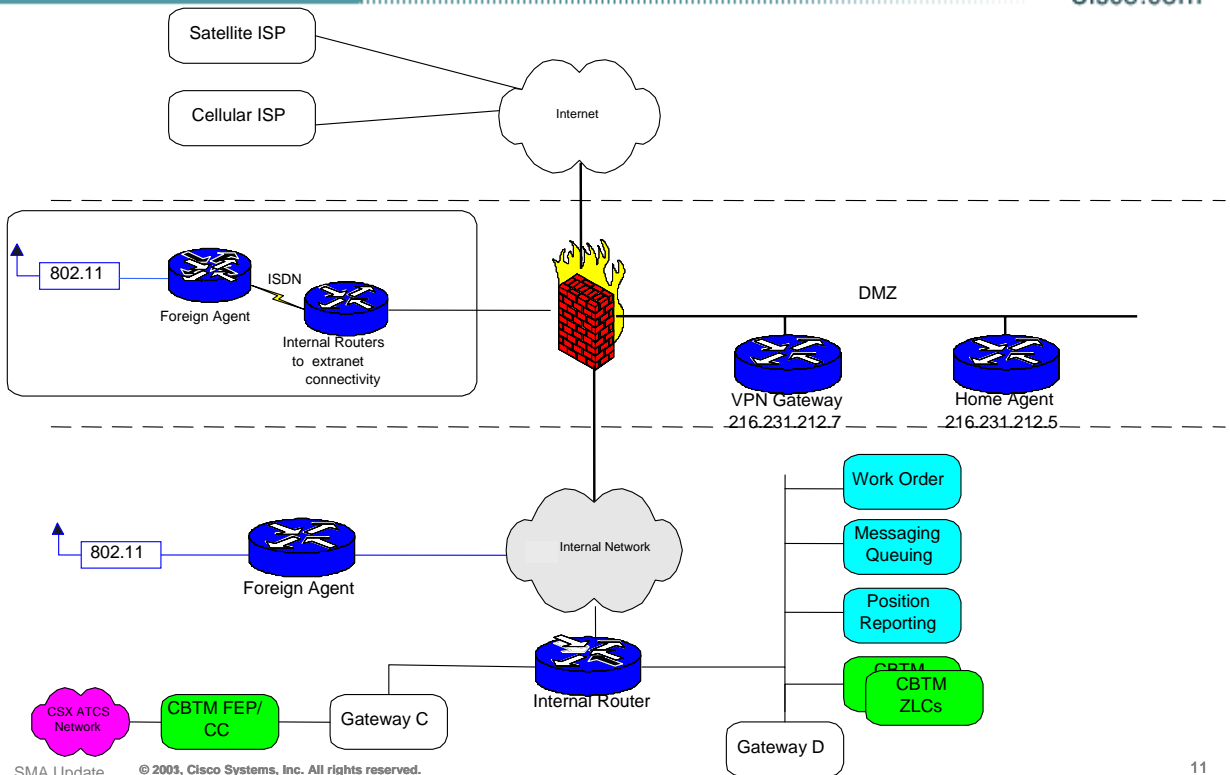 Satellite ISP
Cellular ISP
Internet
802.11
ISDN
Foreign Agent
Internal Routers
to extranet
connectivity
DMZ
VPN Gateway
216.231.212.7
Home Agent
216.231.212.5
Work Order
Messaging
Queuing
Position
Reporting
802.11
Foreign Agent
Internal Network
CBTM
CBTM
ZLCs
Internal Router
CSX ATCS
Network
CBTM FEP/
CC
Gateway C
Gateway D
SMA Update
© 2003, Cisco Systems, Inc. All rights reserved.
11